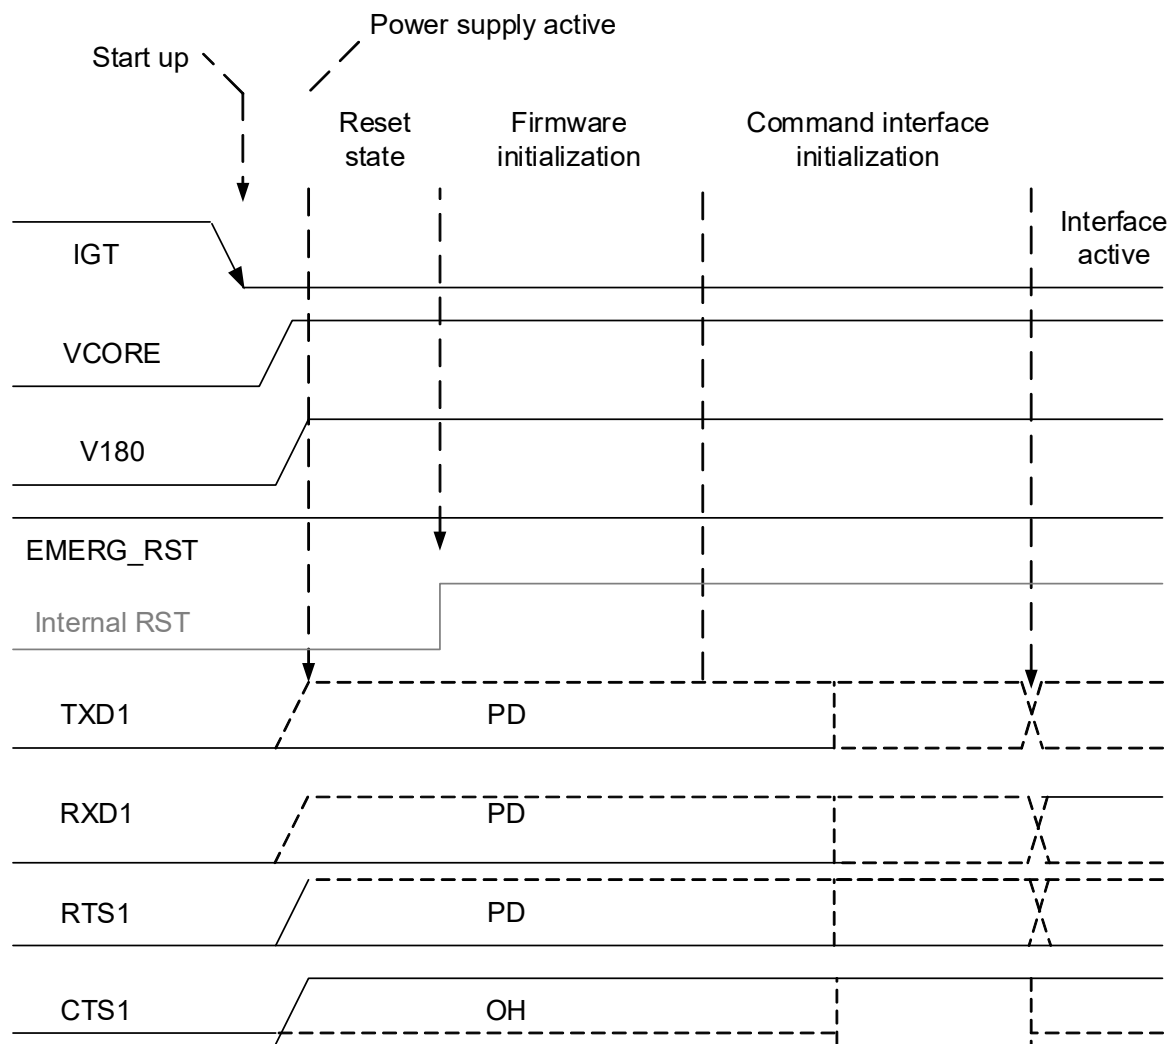 Power supply active
Start up
Reset
state
Firmware
initialization
Command interface
initialization
Interface
active
IGT
VCORE
V180
EMERG_RST
Internal RST
TXD1
PD
RXD1
PD
RTS1
PD
CTS1
OH